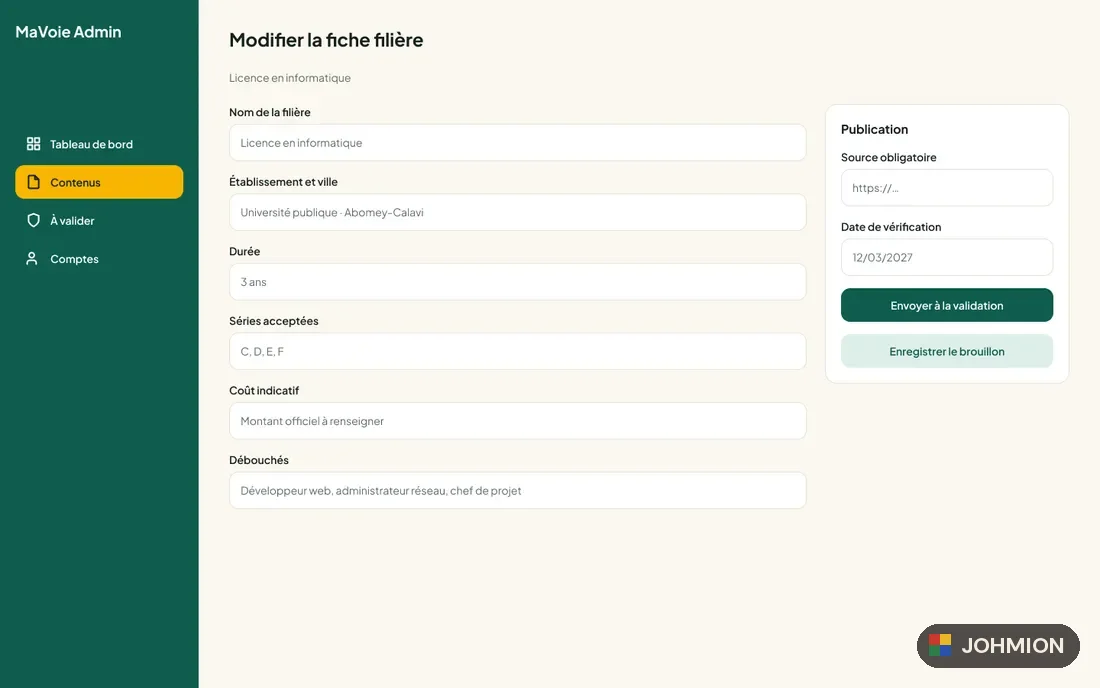 MaVoie Admin
Tableau de bord
Contenus
À valider
Comptes
Modifier la fiche filière
Licence en informatique
Nom de la filière
Licence en informatique
Établissement et ville
Université publique · Abomey-Calavi
Durée
3 ans
Séries acceptées
C, D, E, F
Coût indicatif
Montant officiel à renseigner
Débouchés
Développeur web, administrateur réseau, chef de projet
Publication
Source obligatoire
https://...
Date de vérification
12/03/2027
Envoyer à la validation
Enregistrer le brouillon
JOHMION